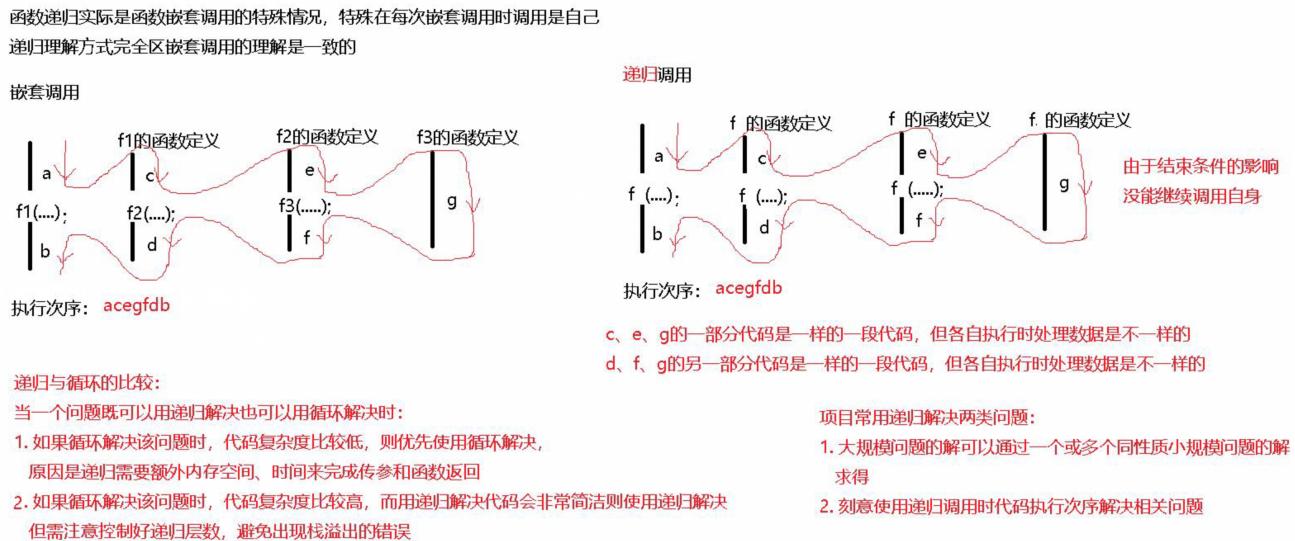 函数递归实际是函数嵌套调用的特殊情况，特殊在每次嵌套调用时调用是自己
递归理解方式完全区嵌套调用的理解是一致的
嵌套调用
f1的函数定义
f2的函数定义
f3的函数定义
a
c
e
g
f1(....);
f2(....);
f3(.....);
b
d
f
执行次序： acegfdb
递归调用
f 的函数定义
f 的函数定义
f. 的函数定义
a
c
e
g
f (....);
f (....);
f (.....);
b
d
f
由于结束条件的影响
没能继续调用自身
执行次序： acegfdb
c、e、g的一部分代码是一样的一段代码，但各自执行时处理数据是不一样的
d、f、g的另一部分代码是一样的一段代码，但各自执行时处理数据是不一样的
递归与循环的比较：
当一个问题既可以用递归解决也可以用循环解决时：
1. 如果循环解决该问题时，代码复杂度比较低，则优先使用循环解决，
原因是递归需要额外内存空间、时间来完成传参和函数返回
2. 如果循环解决该问题时，代码复杂度比较高，而用递归解决代码会非常简洁则使用递归解决
但需注意控制好递归层数，避免出现栈溢出的错误
项目常用递归解决两类问题：
1. 大规模问题的解可以通过一个或多个同性质小规模问题的解
求得
2. 刻意使用递归调用时代码执行次序解决相关问题